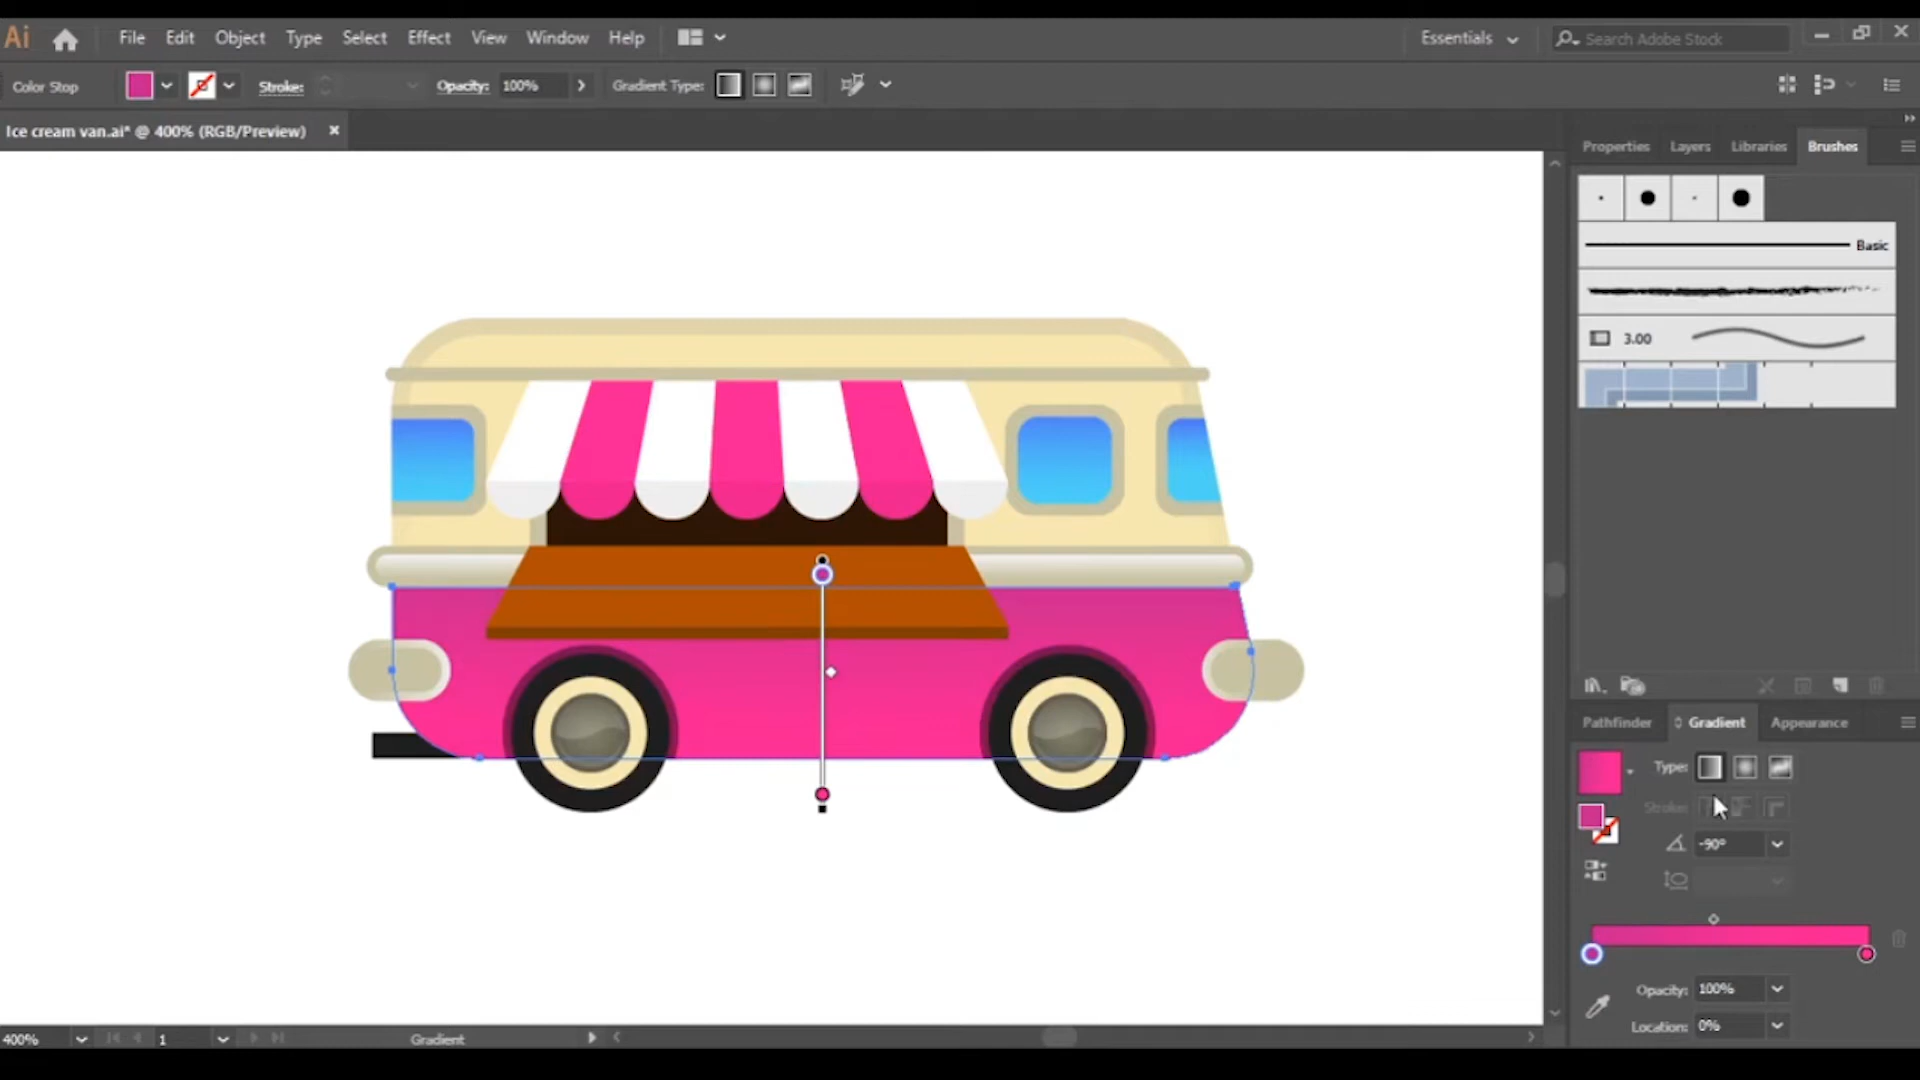 Ai File Edit Object Type Select Effect View Window Help Essentials Search Adobe Stock
Color Stop Stroke: Opacity: 100% Gradient Type:
Ice cream van.ai* @ 400% (RGB/Preview)
Properties Layers Libraries Brushes
Basic
3.00
Pathfinder Gradient Appearance
Type:
Stroke:
-90°
Opacity: 100%
Location: 0%
400% 1 Gradient